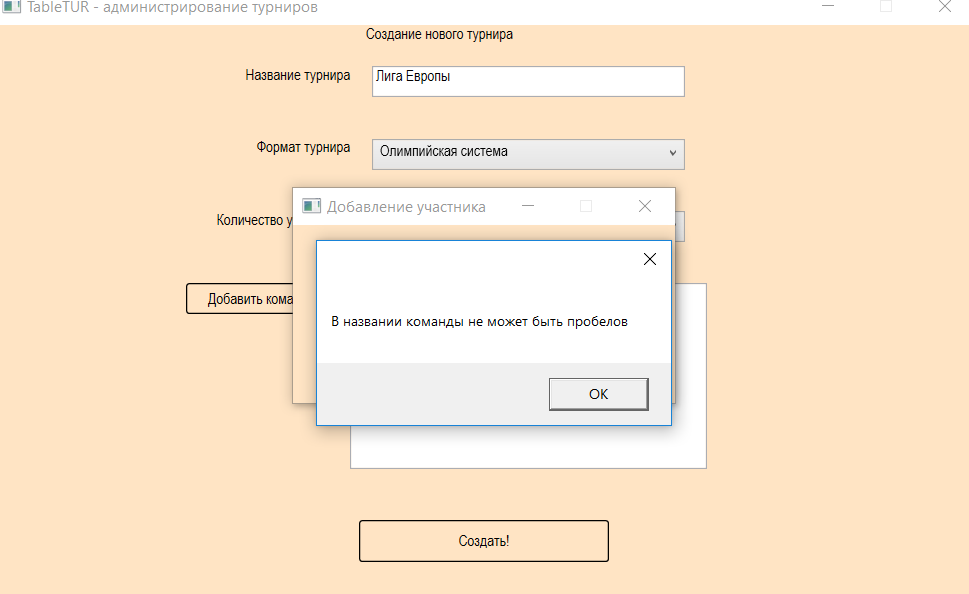 TableTUR - администрирование турниров
Создание нового турнира
Название турнира
Лига Европы
Формат турнира
Олимпийская система
Добавление участника
Количество у
В названии команды не может быть пробелов
Добавить кома
OK
Создать!